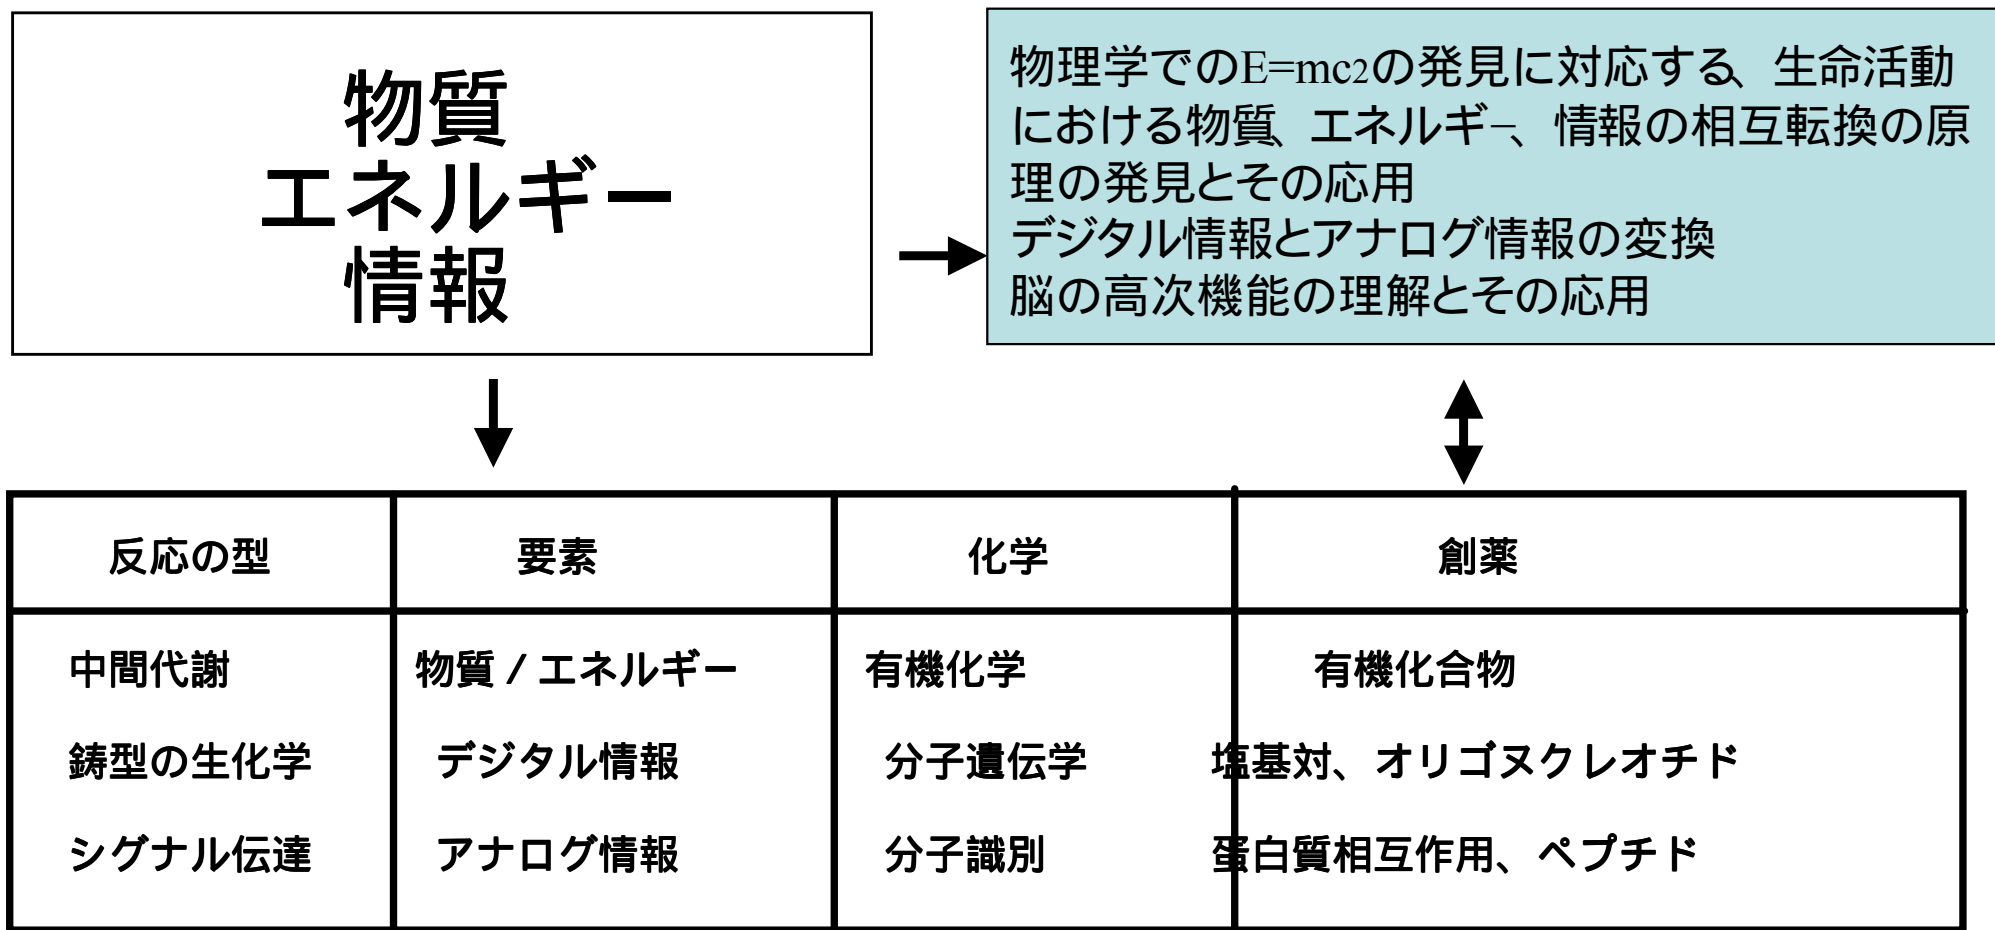 物質
エネルギー
情報
物理学でのE=mc2の発見に対応する、生命活動
における物質、エネルギ−、情報の相互転換の原
理の発見とその応用
デジタル情報とアナログ情報の変換
脳の高次機能の理解とその応用
反応の型 要素 化学 創薬
中間代謝 物質 / エネルギー 有機化学 有機化合物
鋳型の生化学 デジタル情報 分子遺伝学 塩基対、オリゴヌクレオチド
シグナル伝達 アナログ情報 分子識別 蛋白質相互作用、ペプチド